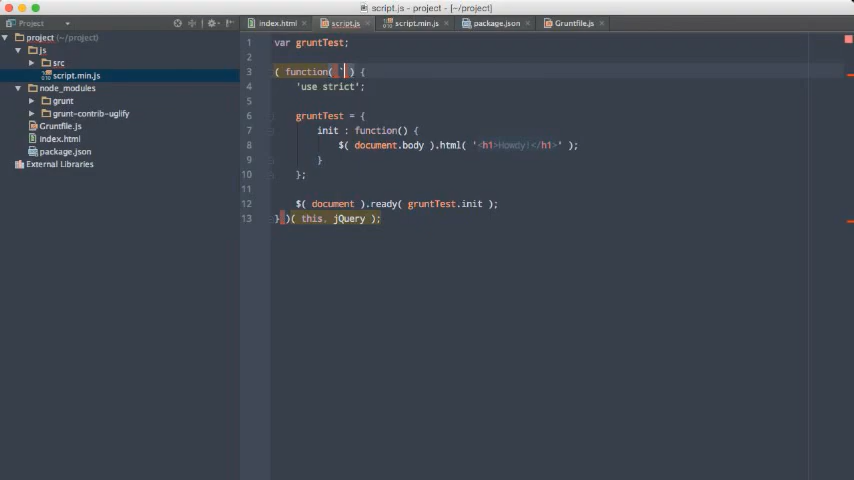 script.js - project - [~/project]
Project
index.html
script.js
script.min.js
package.json
Gruntfile.js
project (~/project)
js
src
script.min.js
node_modules
grunt
grunt-contrib-uglify
Gruntfile.js
index.html
package.json
External Libraries
1 var gruntTest;
2
3 ( function( ` ) {
4 'use strict';
5
6 gruntTest = {
7 init : function() {
8 $( document.body ).html( '<h1>Howdy!</h1>' );
9 }
10 };
11
12 $( document ).ready( gruntTest.init );
13 } )( this, jQuery );